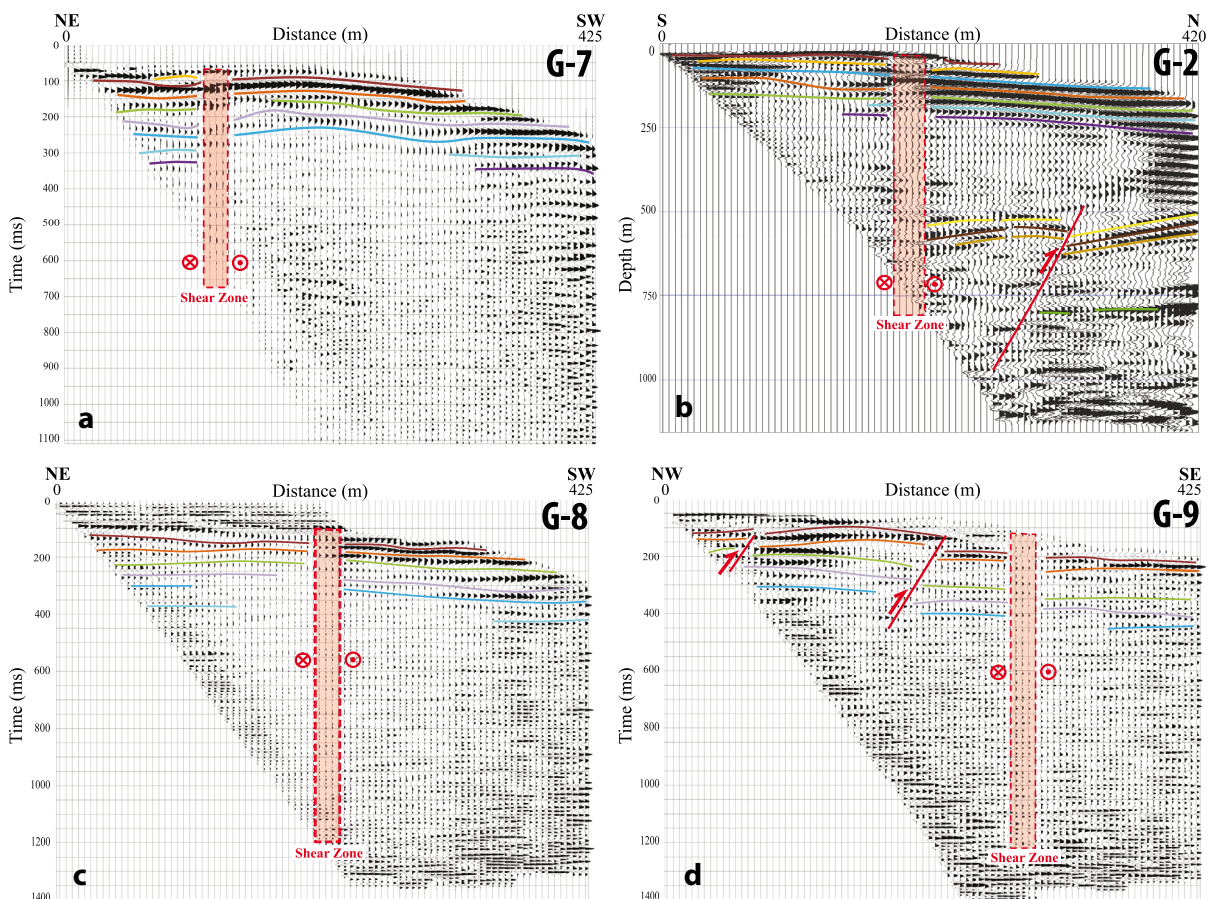 NE SW
Distance (m)
0 425
G-7
0
100
200
300
500
600
700
800
900
1000
1100
Time (ms)
Shear Zone
a
S N
Distance (m)
0 420
G-2
0
250
500
750
1000
Depth (m)
Shear Zone
b
NE SW
Distance (m)
0 425
G-8
0
200
400
600
800
1000
1200
1400
Time (ms)
Shear Zone
c
NW SE
Distance (m)
0 425
G-9
0
200
400
600
800
1000
1200
1400
Time (ms)
Shear Zone
d